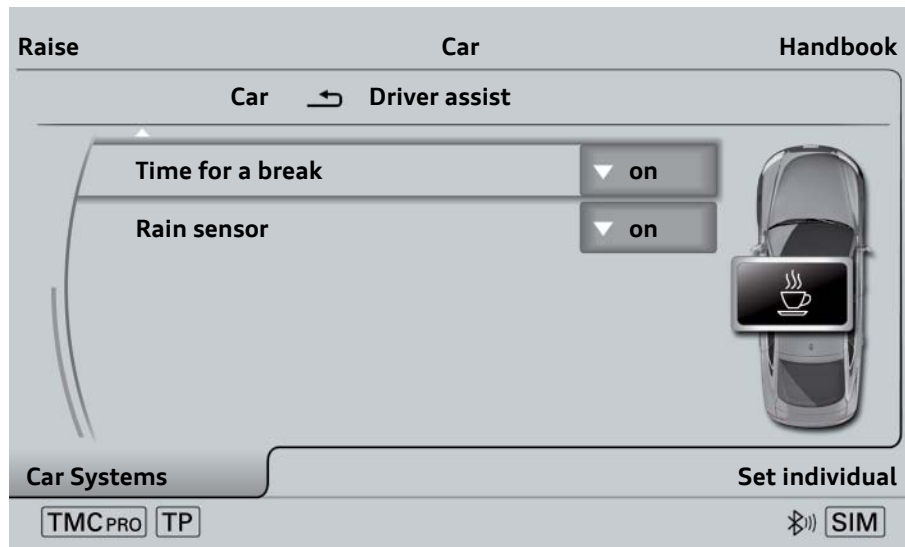 Raise Car Handbook
Car Driver assist
Time for a break on
Rain sensor on
Car Systems Set individual
TMC PRO TP SIM